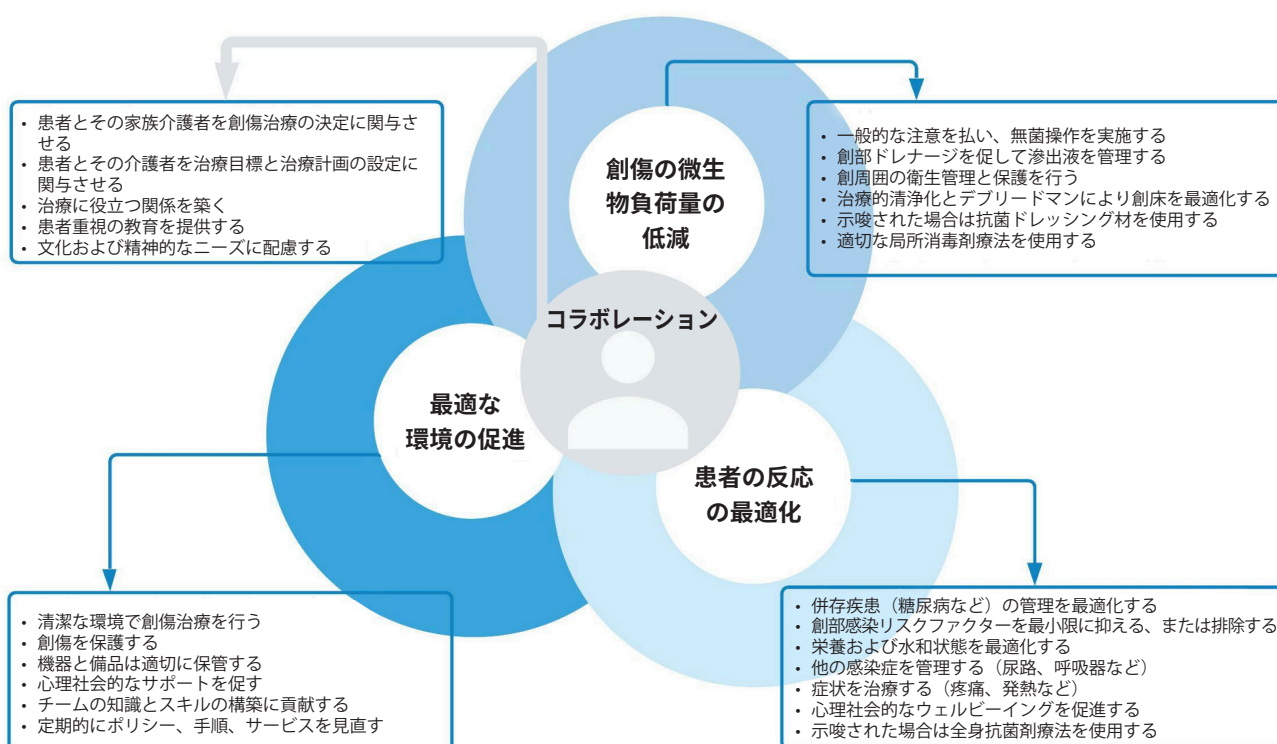 ・ 患者とその家族介護者を創傷治療の決定に関与さ
せる
・ 患者とその介護者を治療目標と治療計画の設定に
関与させる
・ 治療に役立つ関係を築く
・ 患者重視の教育を提供する
・ 文化および精神的なニーズに配慮する
創傷の微生
物負荷量の
低減
・ 一般的な注意を払い、無菌操作を実施する
・ 創部ドレナージを促して滲出液を管理する
・ 創周囲の衛生管理と保護を行う
・ 治療的清浄化とデブリードマンにより創床を最適化する
・ 示唆された場合は抗菌ドレッシング材を使用する
・ 適切な局所消毒剤療法を使用する
コラボレーション
最適な
環境の促進
患者の反応
の最適化
・ 清潔な環境で創傷治療を行う
・ 創傷を保護する
・ 機器と備品は適切に保管する
・ 心理社会的なサポートを促す
・ チームの知識とスキルの構築に貢献する
・ 定期的にポリシー、手順、サービスを見直す
・ 併存疾患（糖尿病など）の管理を最適化する
・ 創部感染リスクファクターを最小限に抑える、または排除する
・ 栄養および水和状態を最適化する
・ 他の感染症を管理する（尿路、呼吸器など）
・ 症状を治療する（疼痛、発熱など）
・ 心理社会的なウェルビーイングを促進する
・ 示唆された場合は全身抗菌剤療法を使用する